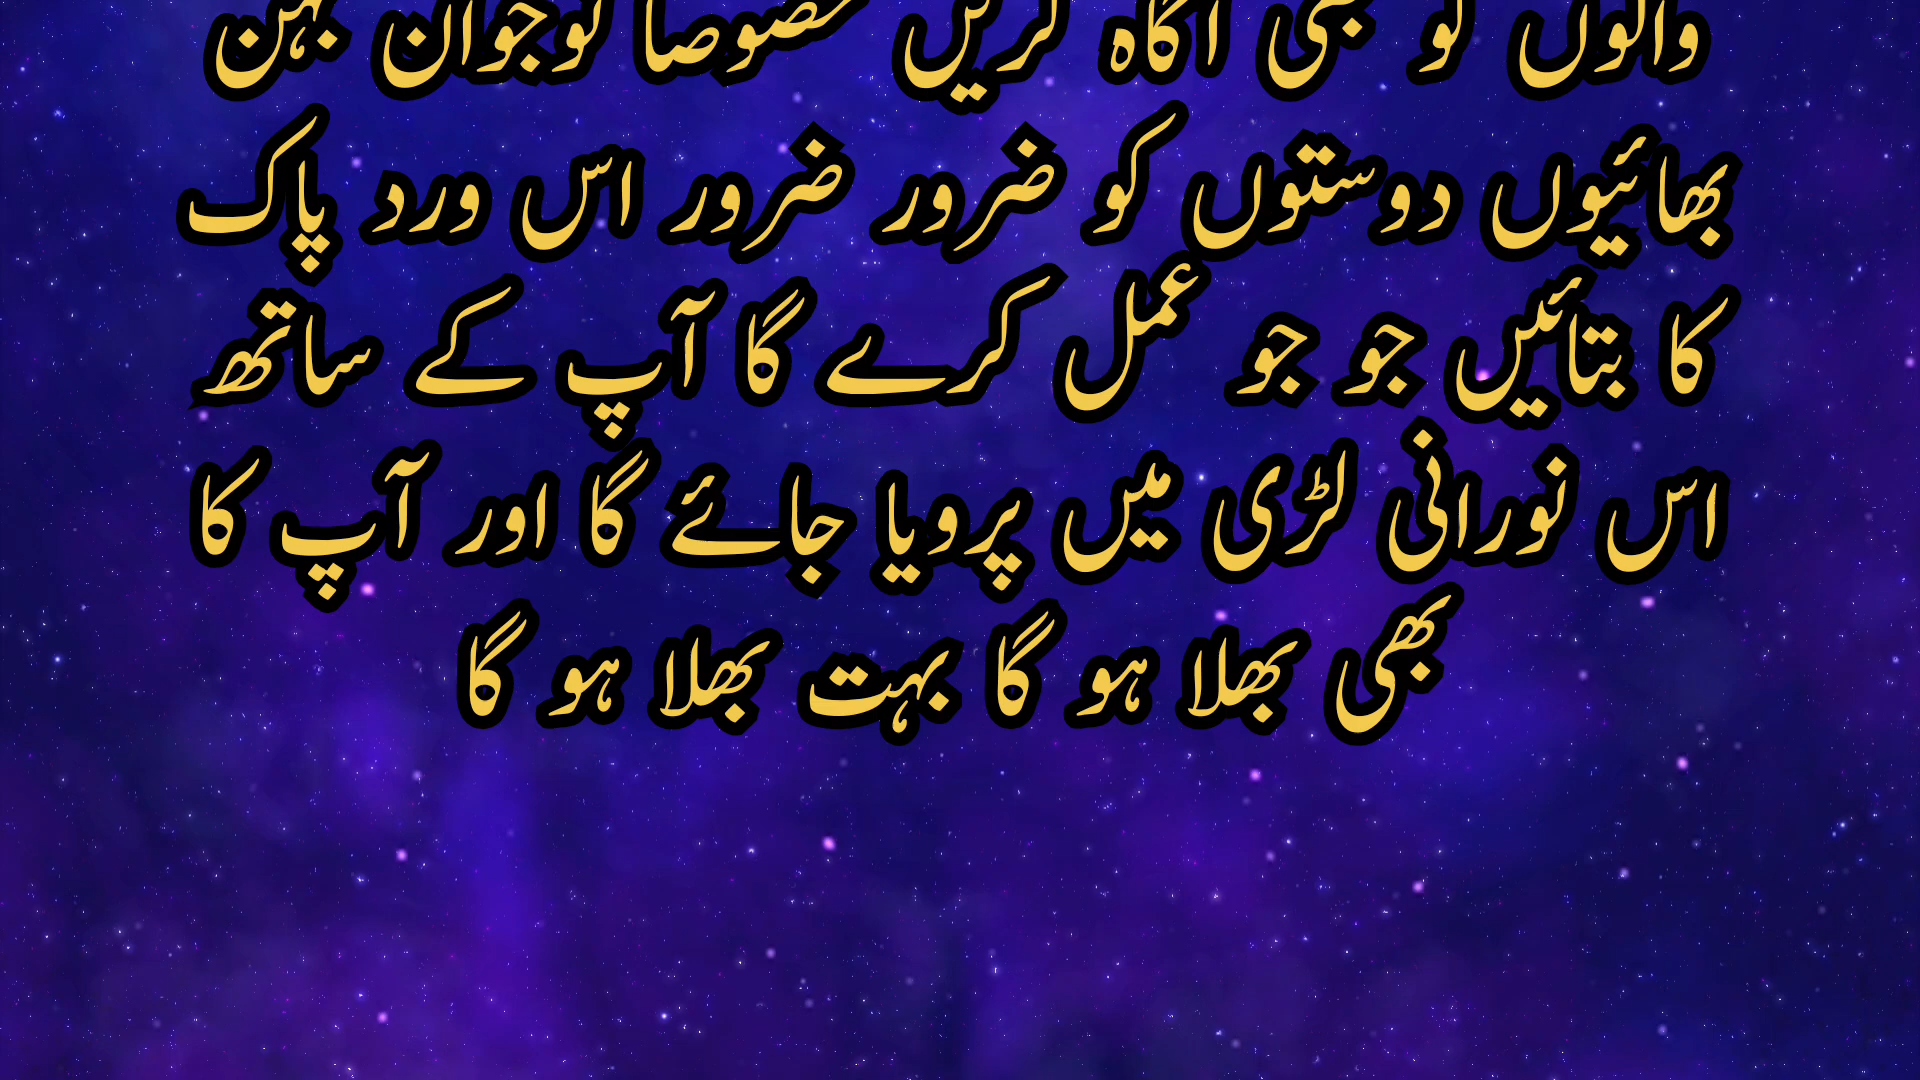 والوں کو بھی آگاہ کریں خصوصا نوجوان بہن
بھائیوں دوستوں کو ضرور ضرور اسّ ورد پاک
کا بتائیں جو جو عمل کرے گا آپ کے ساتھ
اسّ نورانی لڑی میں پرویا جائے گا اور آپ کا
بھی بھلا ہو گا بہت بھلا ہو گا